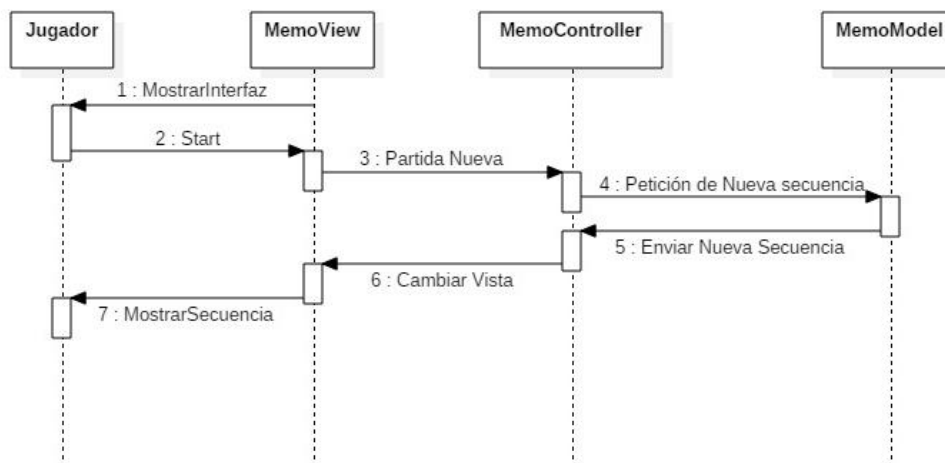 Jugador
MemoView
MemoController
MemoModel
1 : MostrarInterfaz
2 : Start
3 : Partida Nueva
4 : Petición de Nueva secuencia
5 : Enviar Nueva Secuencia
6 : Cambiar Vista
7 : MostrarSecuencia